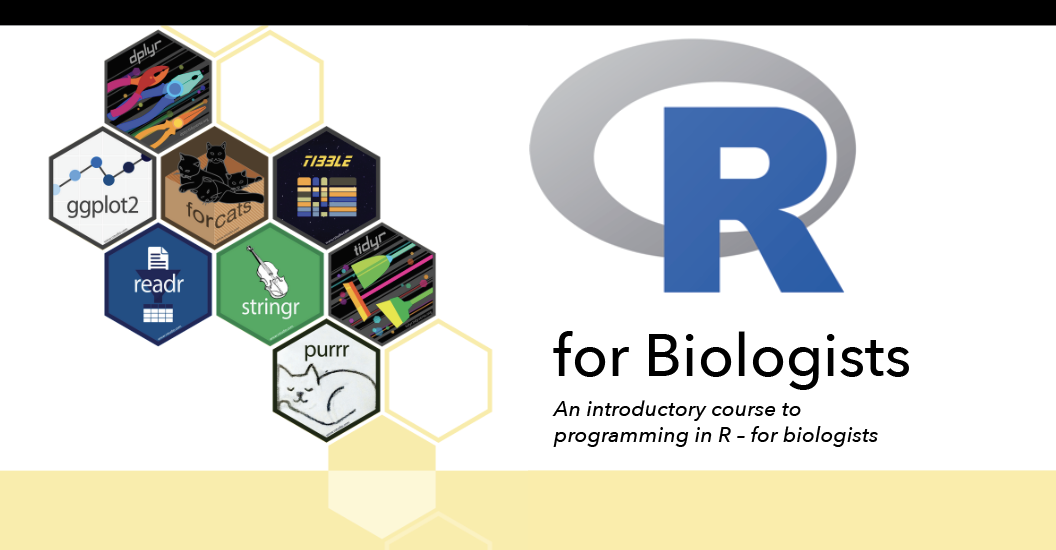 dplyr
ggplot2
forcats
TIBBLE
readr
stringr
tidyr
purrr
R
for Biologists
An introductory course to
programming in R – for biologists